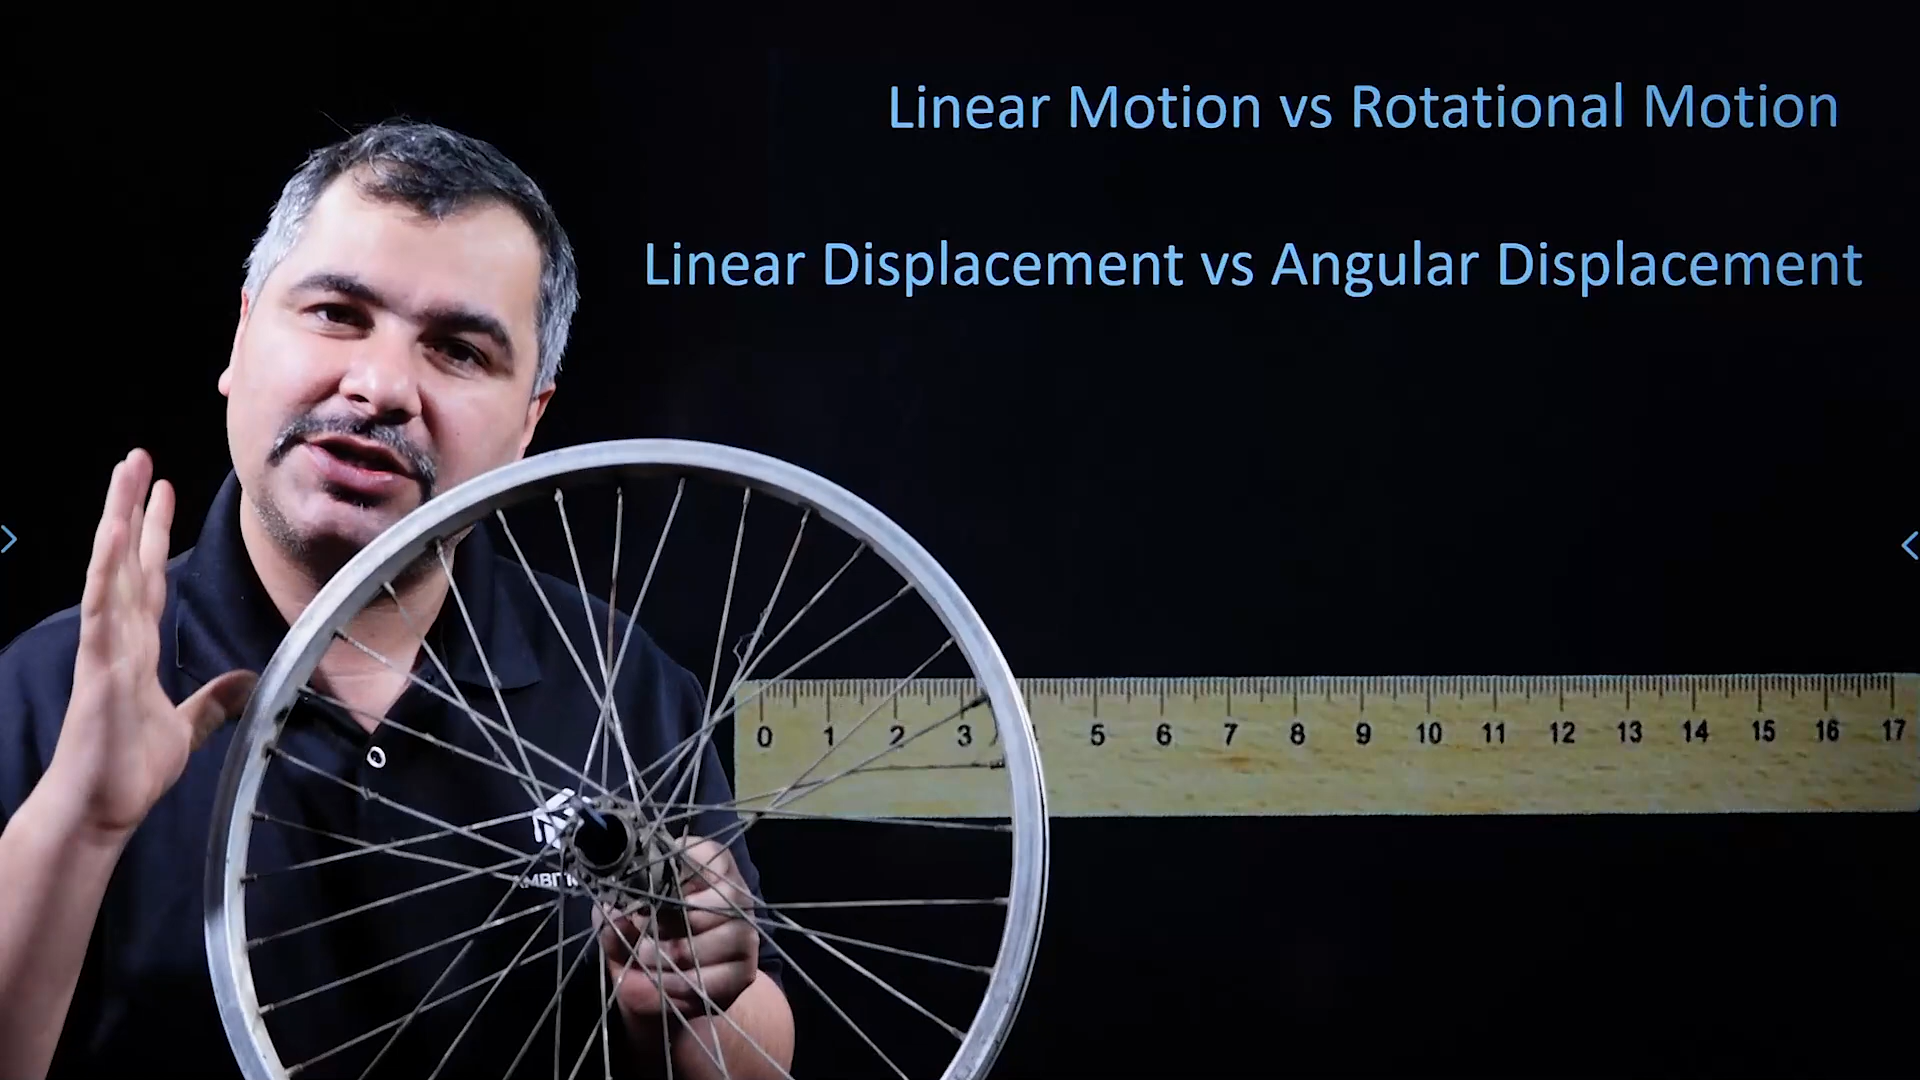 Linear Motion vs Rotational Motion
Linear Displacement vs Angular Displacement
0 1 2 3 5 6 7 8 9 10 11 12 13 14 15 16 17